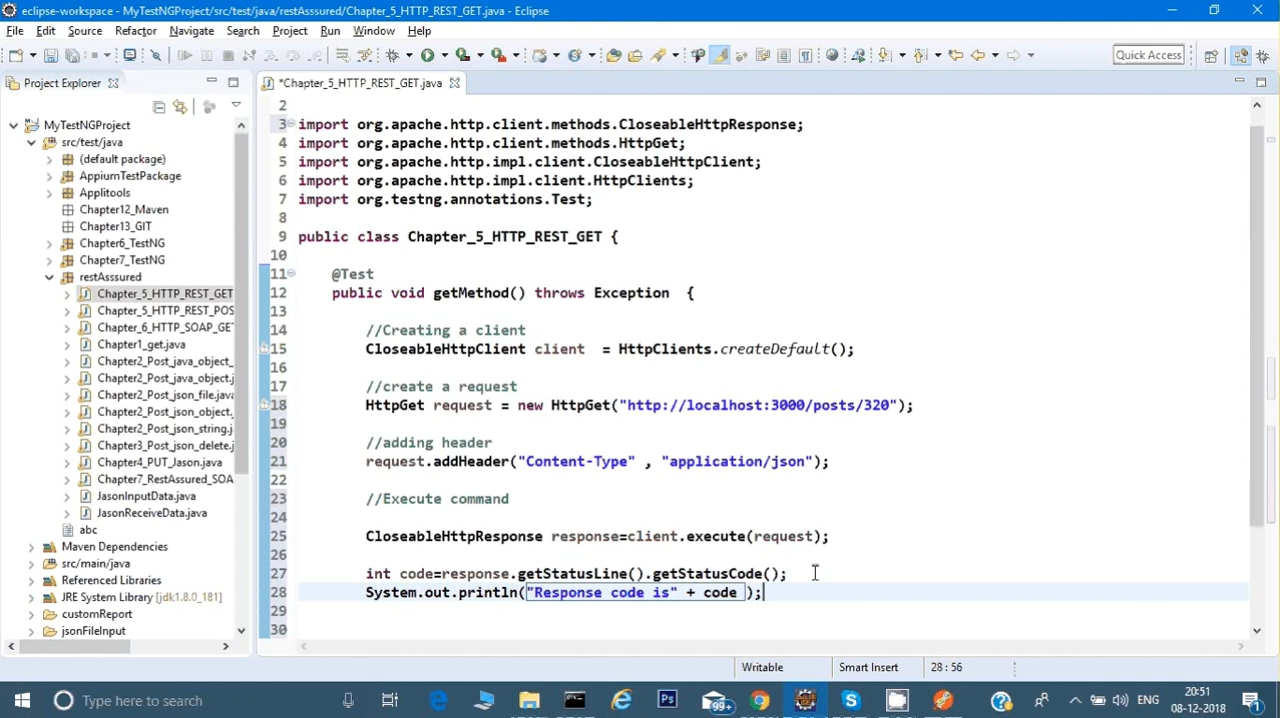 eclipse-workspace - MyTestNGProject/src/test/java/restAsssured/Chapter_5_HTTP_REST_GET.java - Eclipse
File Edit Source Refactor Navigate Search Project Run Window Help
Quick Access
Project Explorer
*Chapter_5_HTTP_REST_GET.java
MyTestNGProject
src/test/java
(default package)
AppiumTestPackage
Applitools
Chapter12_Maven
Chapter13_GIT
Chapter6_TestNG
Chapter7_TestNG
restAsssured
Chapter_5_HTTP_REST_GET
Chapter_5_HTTP_REST_POS
Chapter_6_HTTP_SOAP_GE
Chapter1_get.java
Chapter2_Post_java_object_
Chapter2_Post_java_object.j
Chapter2_Post_json_file.java
Chapter2_Post_json_object.
Chapter2_Post_json_string.j
Chapter3_Post_json_delete.j
Chapter4_PUT_Jason.java
Chapter7_RestAssured_SOA
JasonInputData.java
JasonReceiveData.java
abc
Maven Dependencies
src/main/java
Referenced Libraries
JRE System Library [jdk1.8.0_181]
customReport
jsonFileInput
2
3 import org.apache.http.client.methods.CloseableHttpResponse;
4 import org.apache.http.client.methods.HttpGet;
5 import org.apache.http.impl.client.CloseableHttpClient;
6 import org.apache.http.impl.client.HttpClients;
7 import org.testng.annotations.Test;
8
9 public class Chapter_5_HTTP_REST_GET {
10
11 @Test
12 public void getMethod() throws Exception {
13
14 //Creating a client
15 CloseableHttpClient client = HttpClients.createDefault();
16
17 //create a request
18 HttpGet request = new HttpGet("http://localhost:3000/posts/320");
19
20 //adding header
21 request.addHeader("Content-Type" , "application/json");
22
23 //Execute command
24
25 CloseableHttpResponse response=client.execute(request);
26
27 int code=response.getStatusLine().getStatusCode();
28 System.out.println("Response code is" + code );
29
30
Writable Smart Insert 28 : 56
Type here to search
99+
ENG
20:51
08-12-2018
1